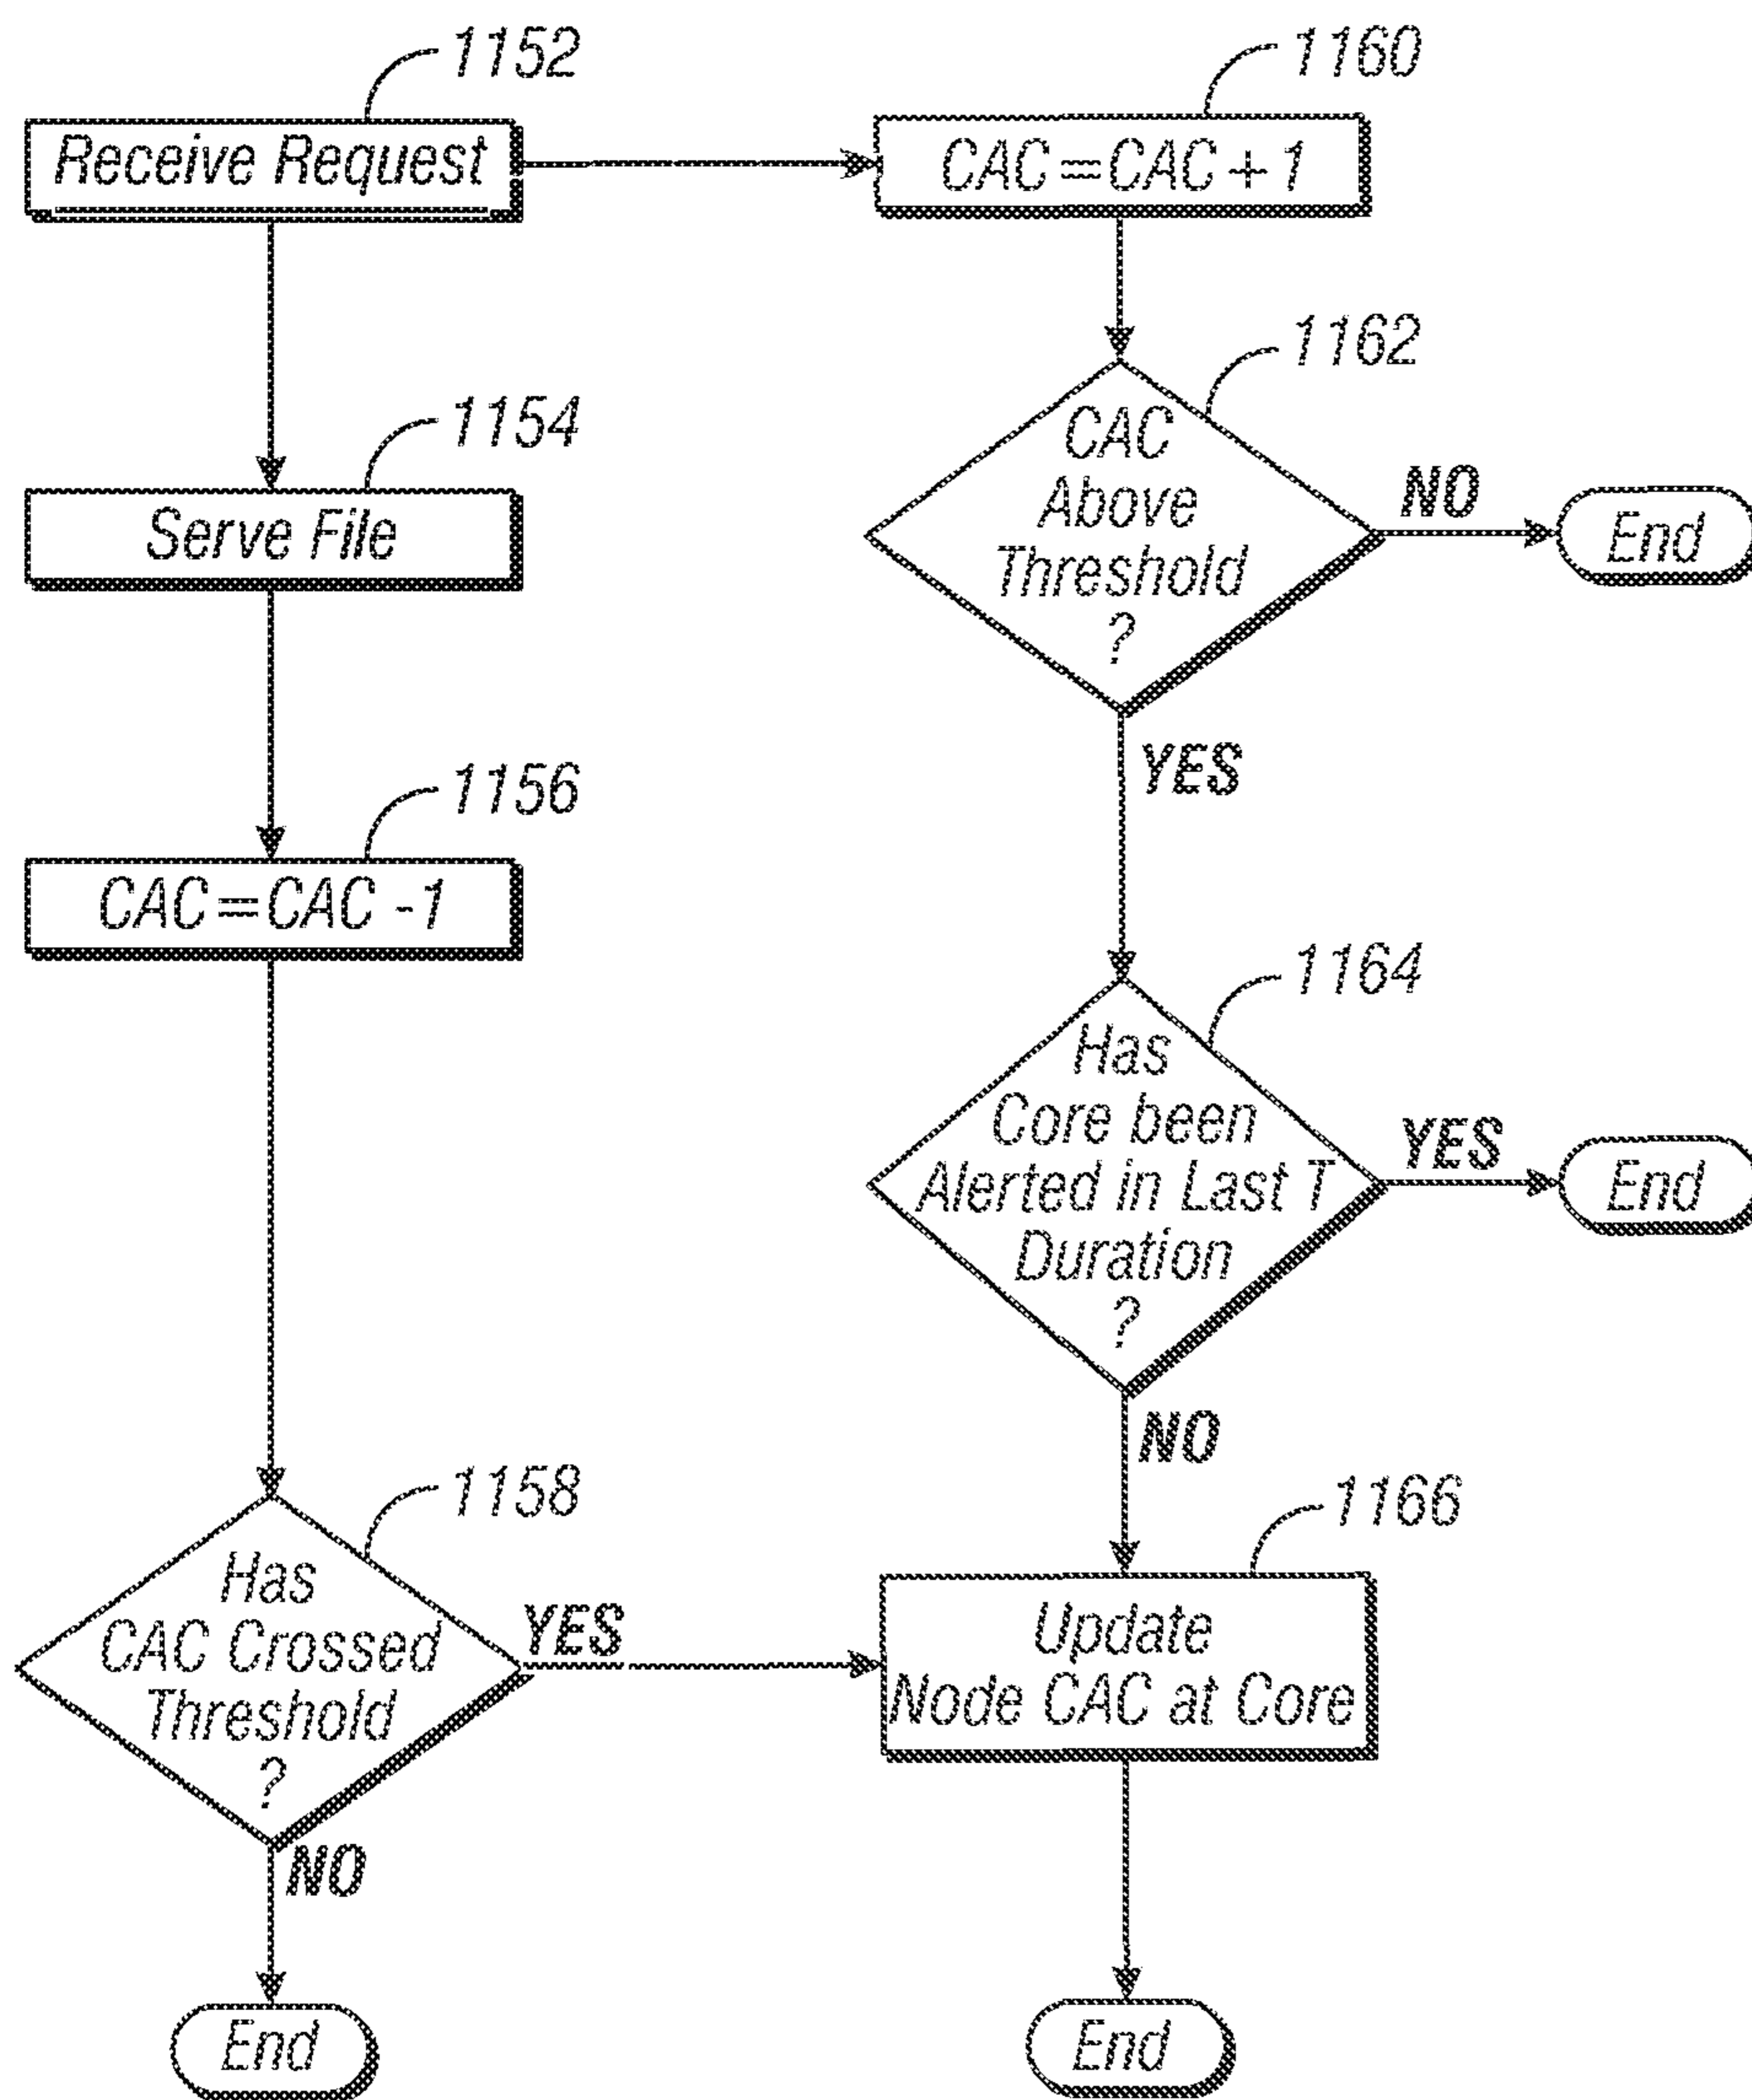 1152
Receive Request
1160
CAC=CAC + 1
1162
CAC
Above
Threshold
?
NO
End
YES
1154
Serve File
1156
CAC=CAC -1
1164
Has
Core been
Alerted in Last T
Duration
?
YES
End
NO
1158
Has
CAC Crossed
Threshold
?
YES
NO
End
1166
Update
Node CAC at Core
End